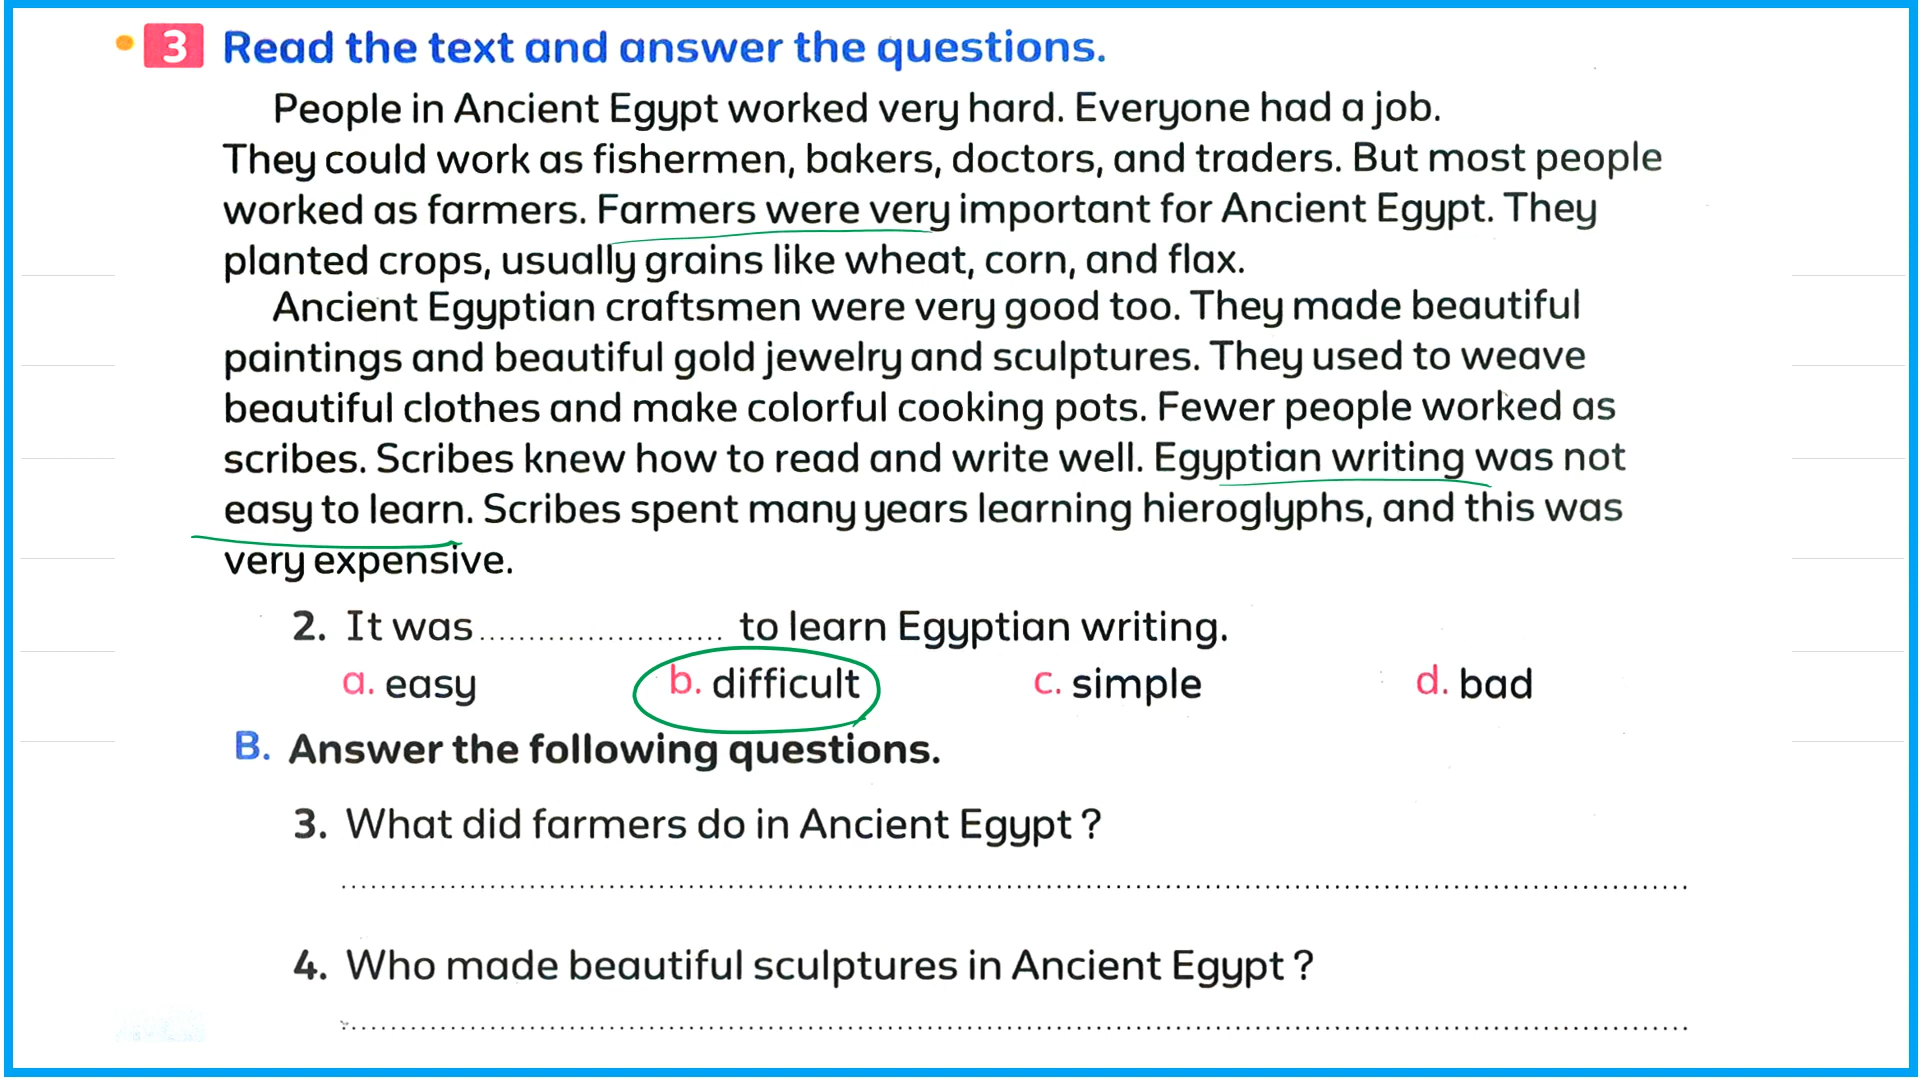 3 Read the text and answer the questions.
People in Ancient Egypt worked very hard. Everyone had a job.
They could work as fishermen, bakers, doctors, and traders. But most people
worked as farmers. Farmers were very important for Ancient Egypt. They
planted crops, usually grains like wheat, corn, and flax.
Ancient Egyptian craftsmen were very good too. They made beautiful
paintings and beautiful gold jewelry and sculptures. They used to weave
beautiful clothes and make colorful cooking pots. Fewer people worked as
scribes. Scribes knew how to read and write well. Egyptian writing was not
easy to learn. Scribes spent many years learning hieroglyphs, and this was
very expensive.
2. It was ........................ to learn Egyptian writing.
a. easy b. difficult c. simple d. bad
B. Answer the following questions.
3. What did farmers do in Ancient Egypt ?
4. Who made beautiful sculptures in Ancient Egypt ?